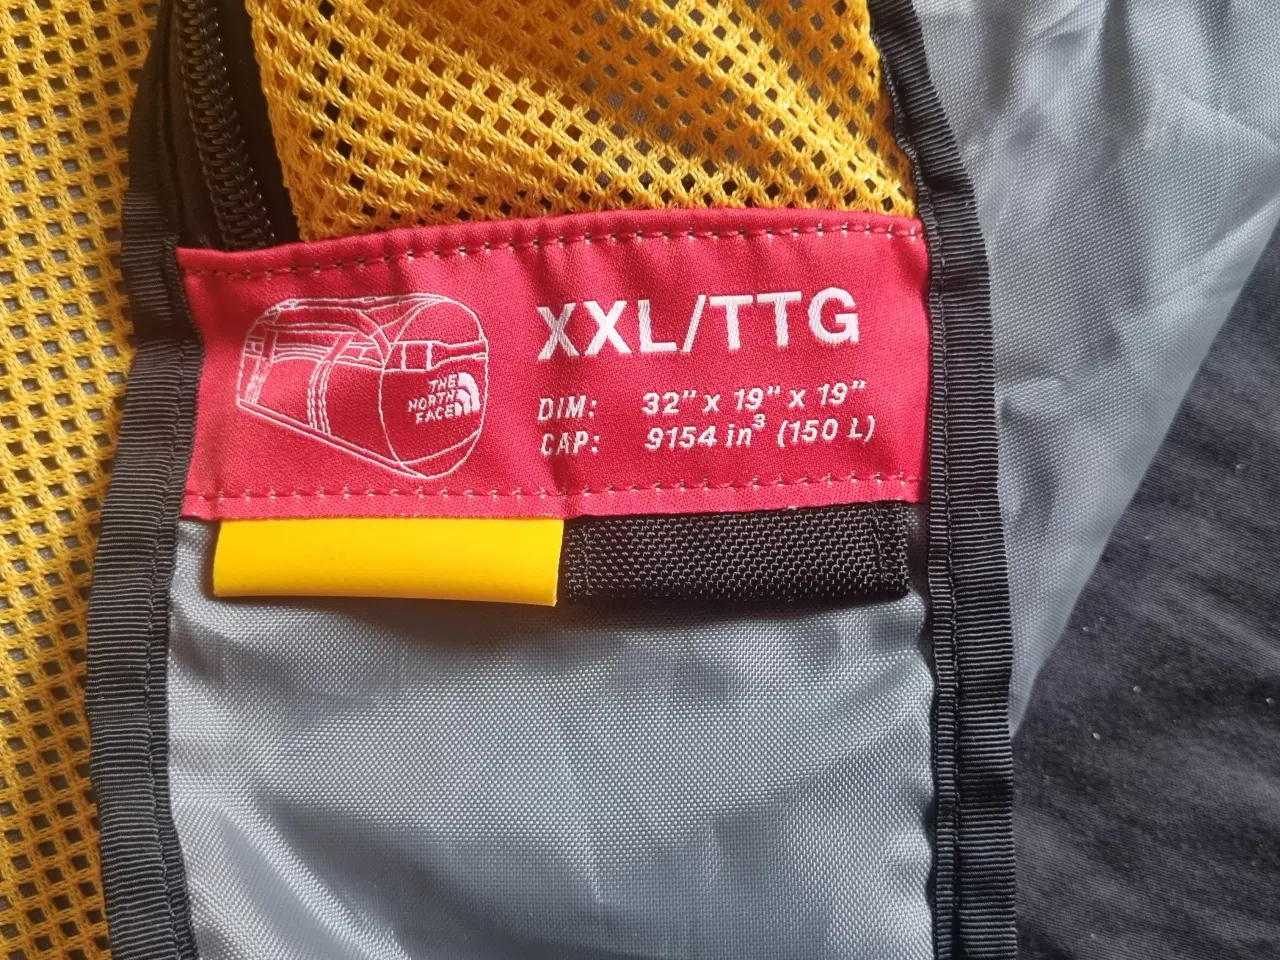 XXL/TTG
DIM: 32" x 19" x 19"
CAP: 9154 in³ (150 L)
THE
NORTH
FACE